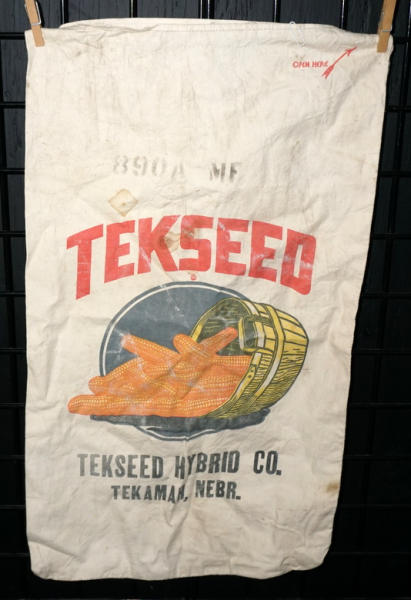 OPEN HERE
890A MF
TEKSEED
TEKSEED HYBRID CO.
TEKAMAH, NEBR.